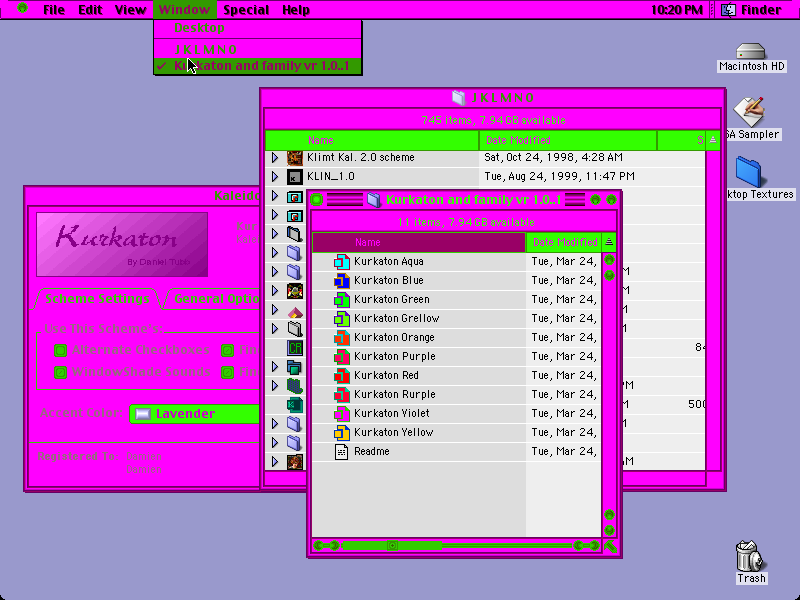 File Edit View Window Special Help 10:20 PM Finder
Desktop
I K L M N O
✓ Kurkaton and family vr 1.0..1
Macintosh HD
SA Sampler
ktop Textures
Trash
I K L M N O
745 items, 7.94 GB available
Name Date Modified S
Klimt Kal. 2.0 scheme Sat, Oct 24, 1998, 4:28 AM
KLIN_1.0 Tue, Aug 24, 1999, 11:47 PM
Kurkaton
By Daniel Tubb
Scheme Settings General Optio
Use This Scheme's:
Alternate Checkboxes
WindowShade Sounds
Accent Color: Lavender
Registered To
Kurkaton and family vr 1.0..1
11 items, 7.94 GB available
Name Date Modified
Kurkaton Aqua Tue, Mar 24,
Kurkaton Blue Tue, Mar 24,
Kurkaton Green Tue, Mar 24,
Kurkaton Grellow Tue, Mar 24,
Kurkaton Orange Tue, Mar 24,
Kurkaton Purple Tue, Mar 24,
Kurkaton Red Tue, Mar 24,
Kurkaton Rurple Tue, Mar 24,
Kurkaton Yiolet Tue, Mar 24,
Kurkaton Yellow Tue, Mar 24,
Readme Tue, Mar 24,